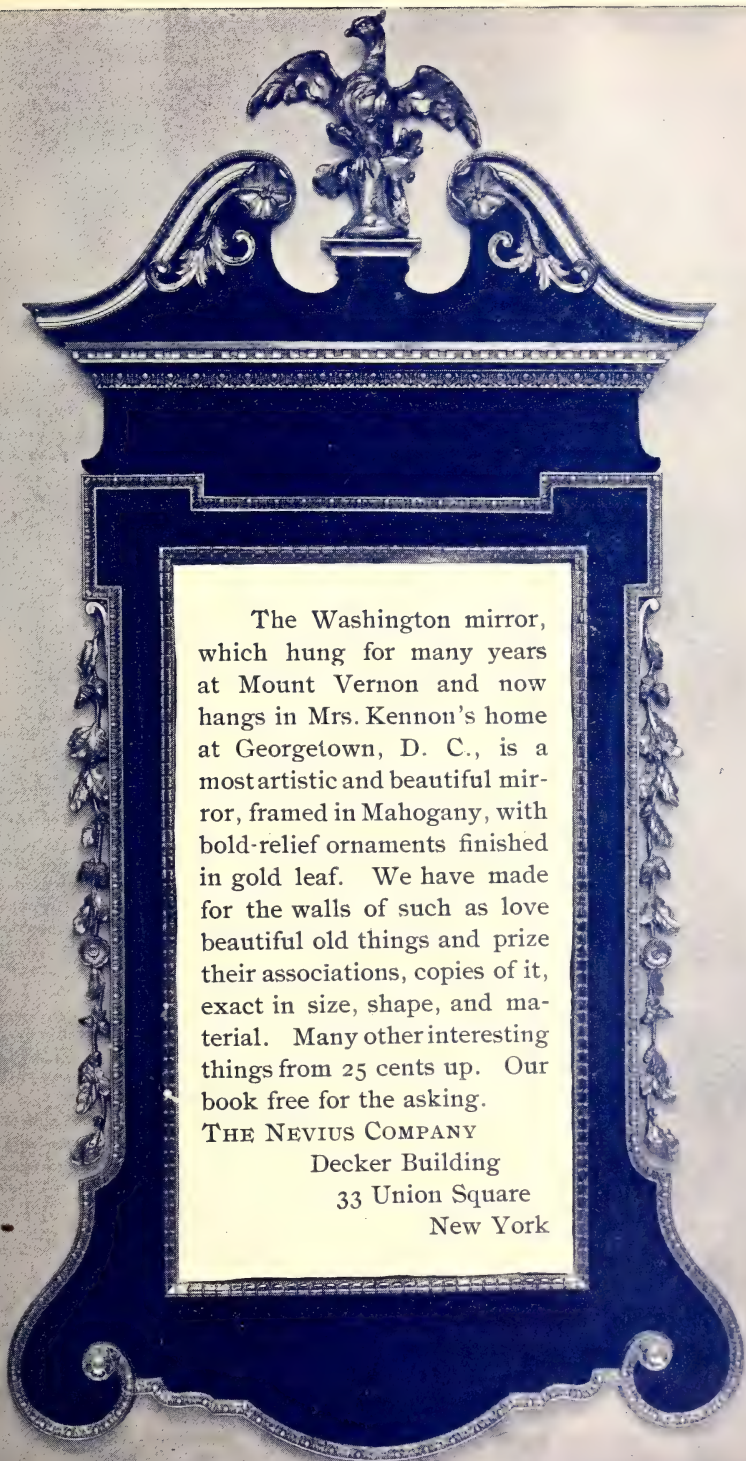 The Washington mirror,
which hung for many years
at Mount Vernon and now
hangs in Mrs. Kennon's home
at Georgetown, D. C., is a
most artistic and beautiful mir-
ror, framed in Mahogany, with
bold-relief ornaments finished
in gold leaf. We have made
for the walls of such as love
beautiful old things and prize
their associations, copies of it,
exact in size, shape, and ma-
terial. Many other interesting
things from 25 cents up. Our
book free for the asking.
THE NEVIUS COMPANY
Decker Building
33 Union Square
New York